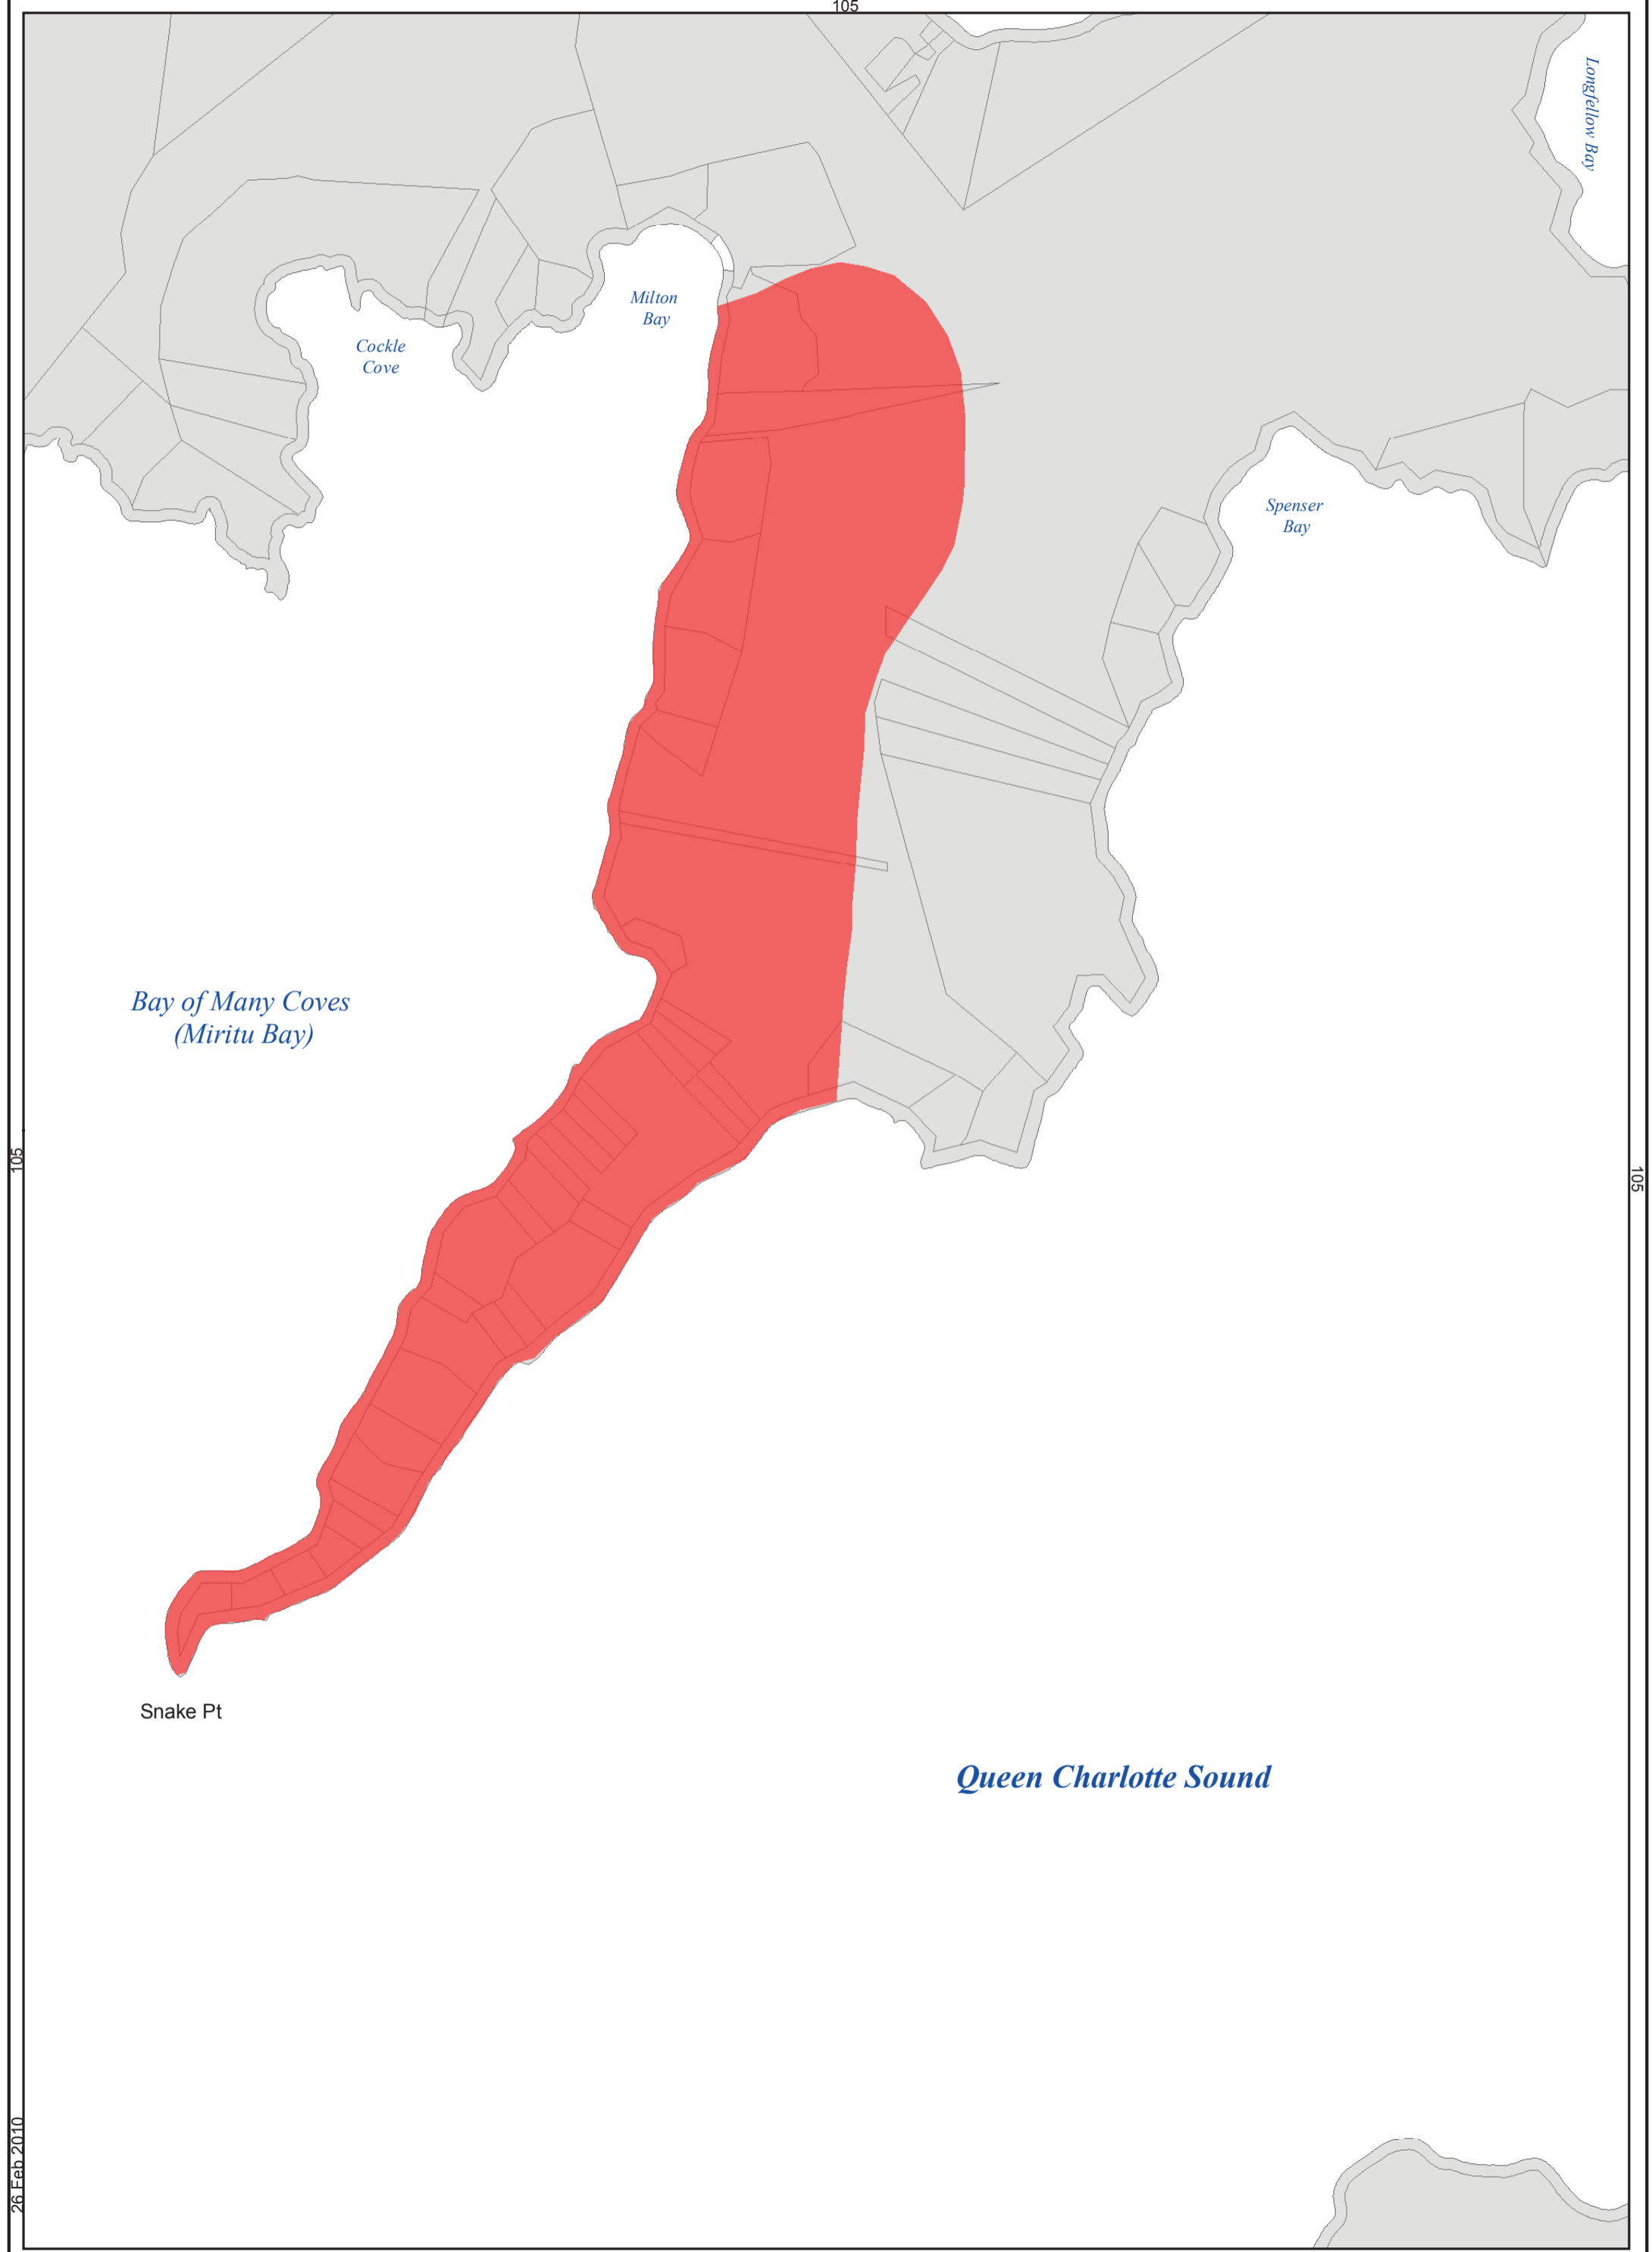 105
Longfellow Bay
Milton
Bay
Cockle
Cove
Spenser
Bay
Bay of Many Coves
(Miritu Bay)
105
105
Snake Pt
Queen Charlotte Sound
26 Feb 2010